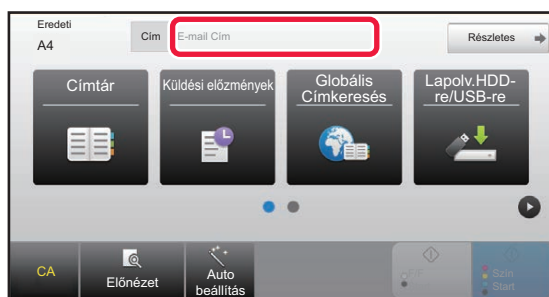 Eredeti
A4
Cím
E-mail Cím
Részletes
Címtár
Küldési előzmények
Globális
Címkeresés
Lapolv.HDD-
re/USB-re
CA
Előnézet
Auto
beállítás
Szín
Start